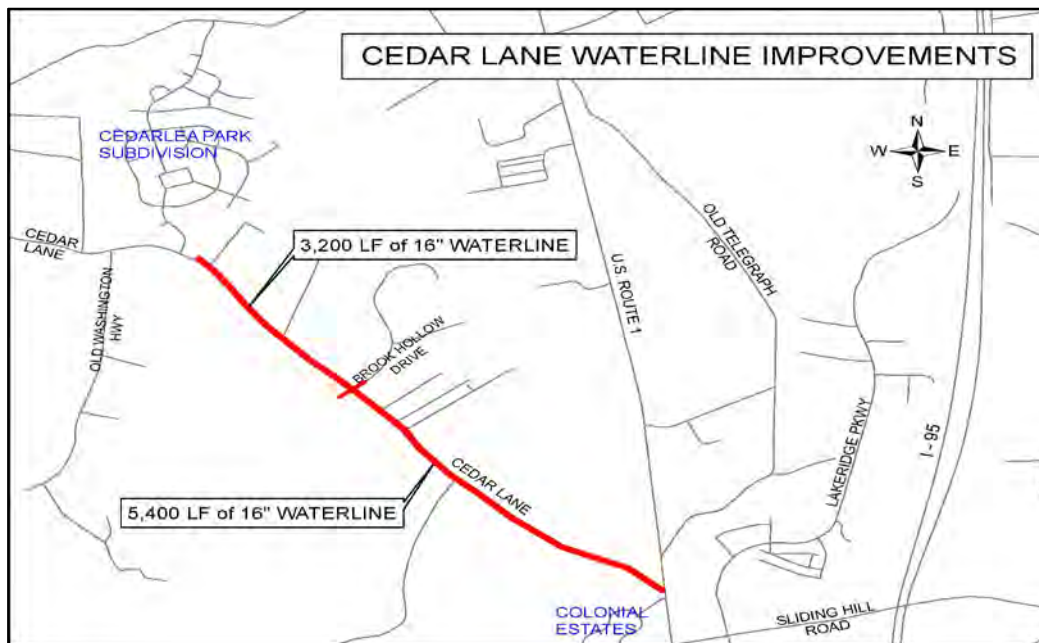 CEDAR LANE WATERLINE IMPROVEMENTS
N
W E
S
CEDARLEA PARK
SUBDIVISION
CEDAR
LANE
3,200 LF of 16" WATERLINE
OLD WASHINGTON
HWY
BROOK HOLLOW
DRIVE
U.S. ROUTE 1
OLD TELEGRAPH
ROAD
LAKERIDGE PKWY
I - 95
CEDAR LANE
5,400 LF of 16" WATERLINE
COLONIAL
ESTATES
SLIDING HILL
ROAD